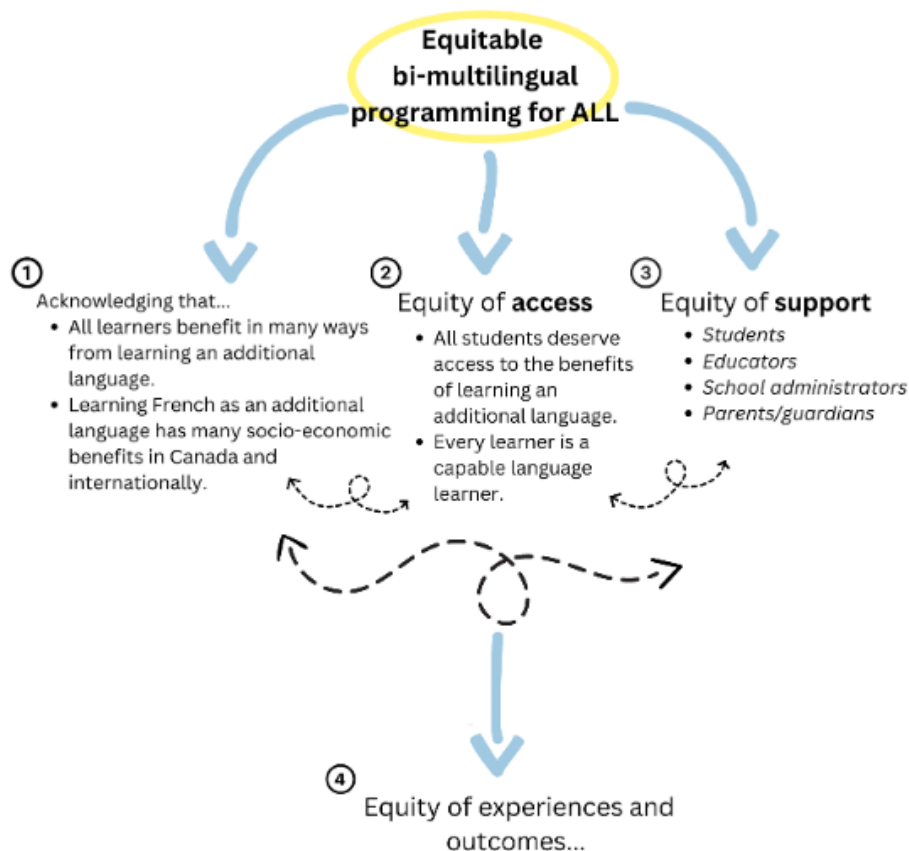 Equitable
bi-multilingual
programming for ALL
1
Acknowledging that...
• All learners benefit in many ways
from learning an additional
language.
• Learning French as an additional
language has many socio-economic
benefits in Canada and
internationally.
2
Equity of access
• All students deserve
access to the benefits
of learning an
additional language.
• Every learner is a
capable language
learner.
3
Equity of support
• Students
• Educators
• School administrators
• Parents/guardians
4
Equity of experiences and
outcomes...